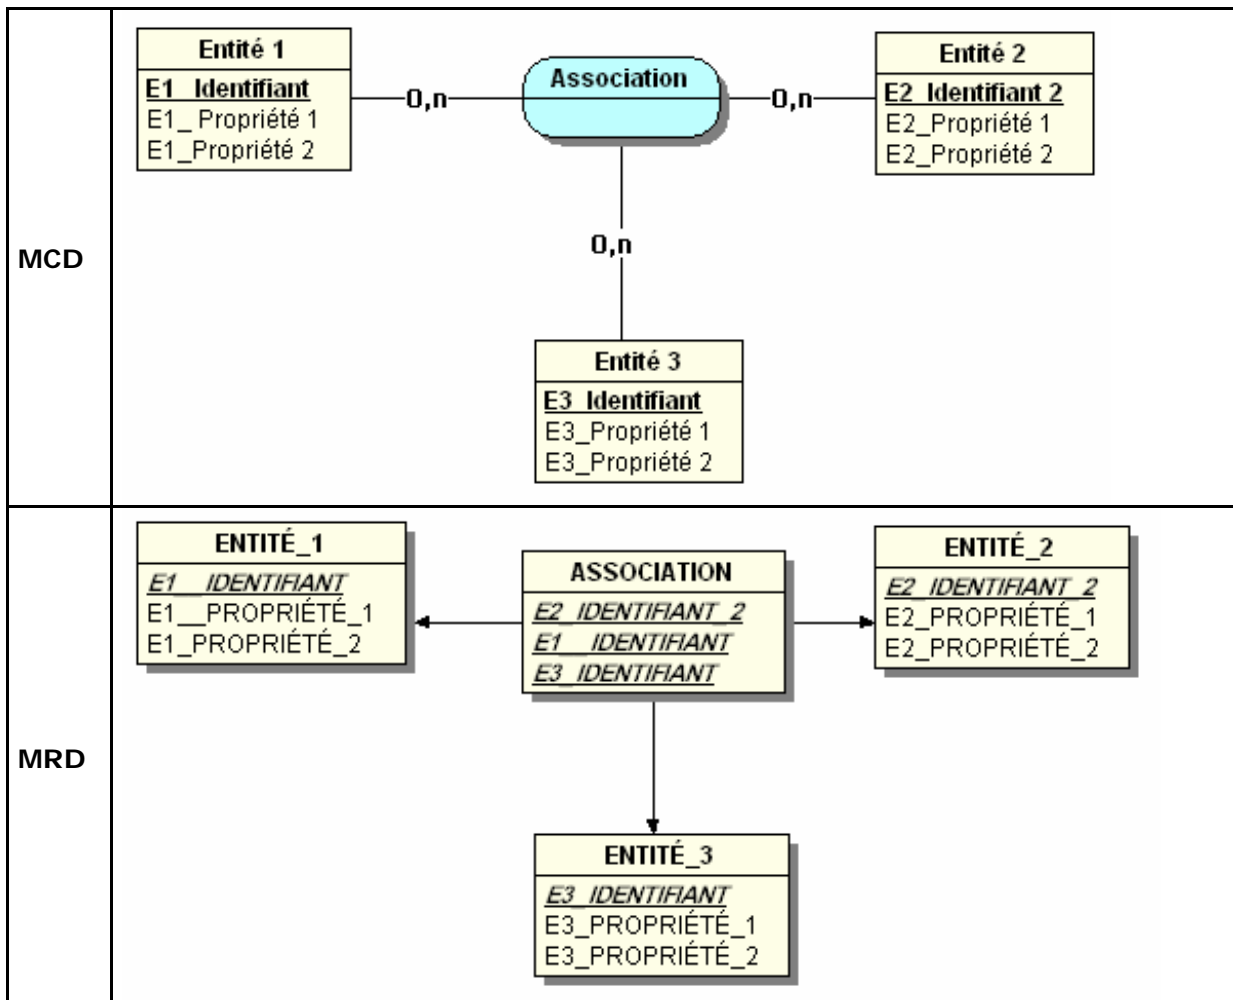 MCD
Entité 1
E1_ Identifiant
E1_ Propriété 1
E1_Propriété 2
0,n
Association
0,n
Entité 2
E2_Identifiant 2
E2_Propriété 1
E2_Propriété 2
0,n
Entité 3
E3_Identifiant
E3_Propriété 1
E3_Propriété 2
MRD
ENTITÉ_1
E1__IDENTIFIANT
E1__PROPRIÉTÉ_1
E1_PROPRIÉTÉ_2
ASSOCIATION
E2_IDENTIFIANT_2
E1__IDENTIFIANT
E3_IDENTIFIANT
ENTITÉ_2
E2_IDENTIFIANT_2
E2_PROPRIÉTÉ_1
E2_PROPRIÉTÉ_2
ENTITÉ_3
E3_IDENTIFIANT
E3_PROPRIÉTÉ_1
E3_PROPRIÉTÉ_2